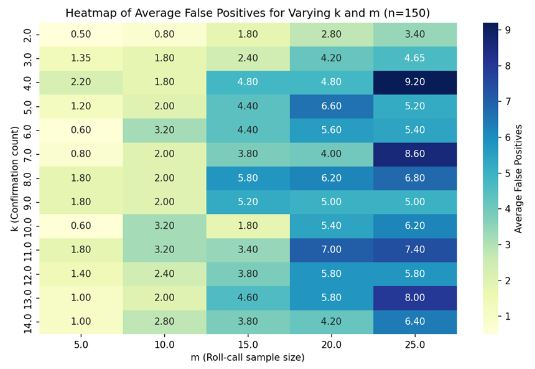 Heatmap of Average False Positives for Varying k and m (n=150)
2.0 0.50 0.80 1.80 2.80 3.40
3.0 1.35 1.80 2.40 4.20 4.65
4.0 2.20 1.80 4.80 4.80 9.20
5.0 1.20 2.00 4.40 6.60 5.20
6.0 0.60 3.20 4.40 5.60 5.40
7.0 0.80 2.00 3.80 4.00 8.60
8.0 1.80 2.00 5.80 6.20 6.80
9.0 1.80 2.00 5.20 5.00 5.00
10.0 0.60 3.20 1.80 5.40 6.20
11.0 1.80 3.20 3.40 7.00 7.40
12.0 1.40 2.40 3.80 5.80 5.80
13.0 1.00 2.00 4.60 5.80 8.00
14.0 1.00 2.80 3.80 4.20 6.40
5.0 10.0 15.0 20.0 25.0
m (Roll-call sample size)
k (Confirmation count)
9
8
7
6
5
4
3
2
1
Average False Positives